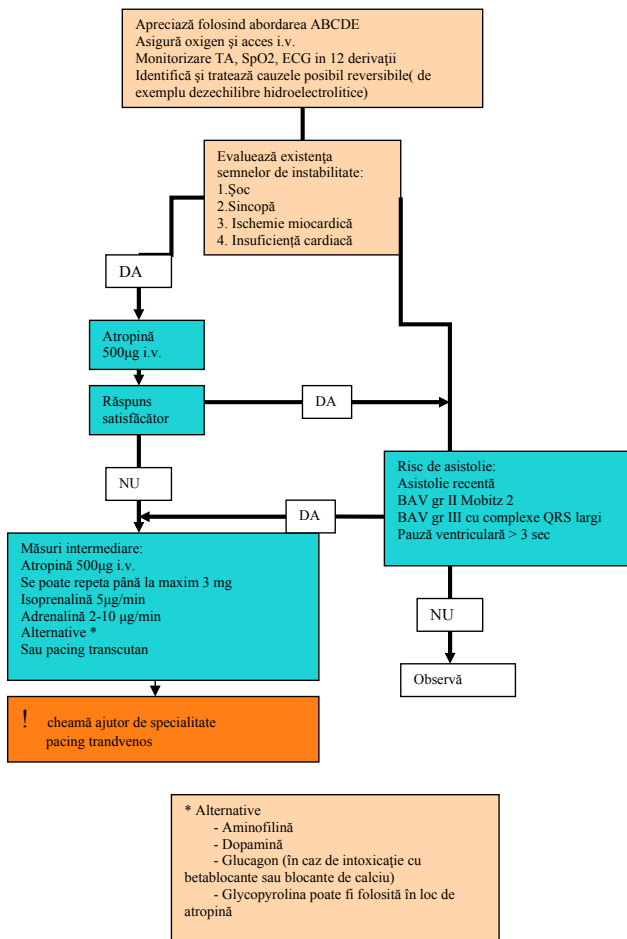 Apreciază folosind abordarea ABCDE
Asigură oxigen şi acces i.v.
Monitorizare TA, SpO2, ECG in 12 derivaţii
Identifică şi tratează cauzele posibil reversibile( de
exemplu dezechilibre hidroelectrolitice)
Evaluează existenţa
semnelor de instabilitate:
1.Şoc
2.Sincopă
3. Ischemie miocardică
4. Insuficienţă cardiacă
DA
Atropină
500μg i.v.
Răspuns
satisfăcător
DA
NU
Risc de asistolie:
Asistolie recentă
BAV gr II Mobitz 2
BAV gr III cu complexe QRS largi
Pauză ventriculară > 3 sec
DA
Măsuri intermediare:
Atropină 500μg i.v.
Se poate repeta până la maxim 3 mg
Isoprenalină 5μg/min
Adrenalină 2-10 μg/min
Alternative *
Sau pacing transcutan
NU
Observă
! cheamă ajutor de specialitate
pacing trandvenos
* Alternative
- Aminofilină
- Dopamină
- Glucagon (în caz de intoxicaţie cu
betablocante sau blocante de calciu)
- Glycopyrolina poate fi folosită în loc de
atropină